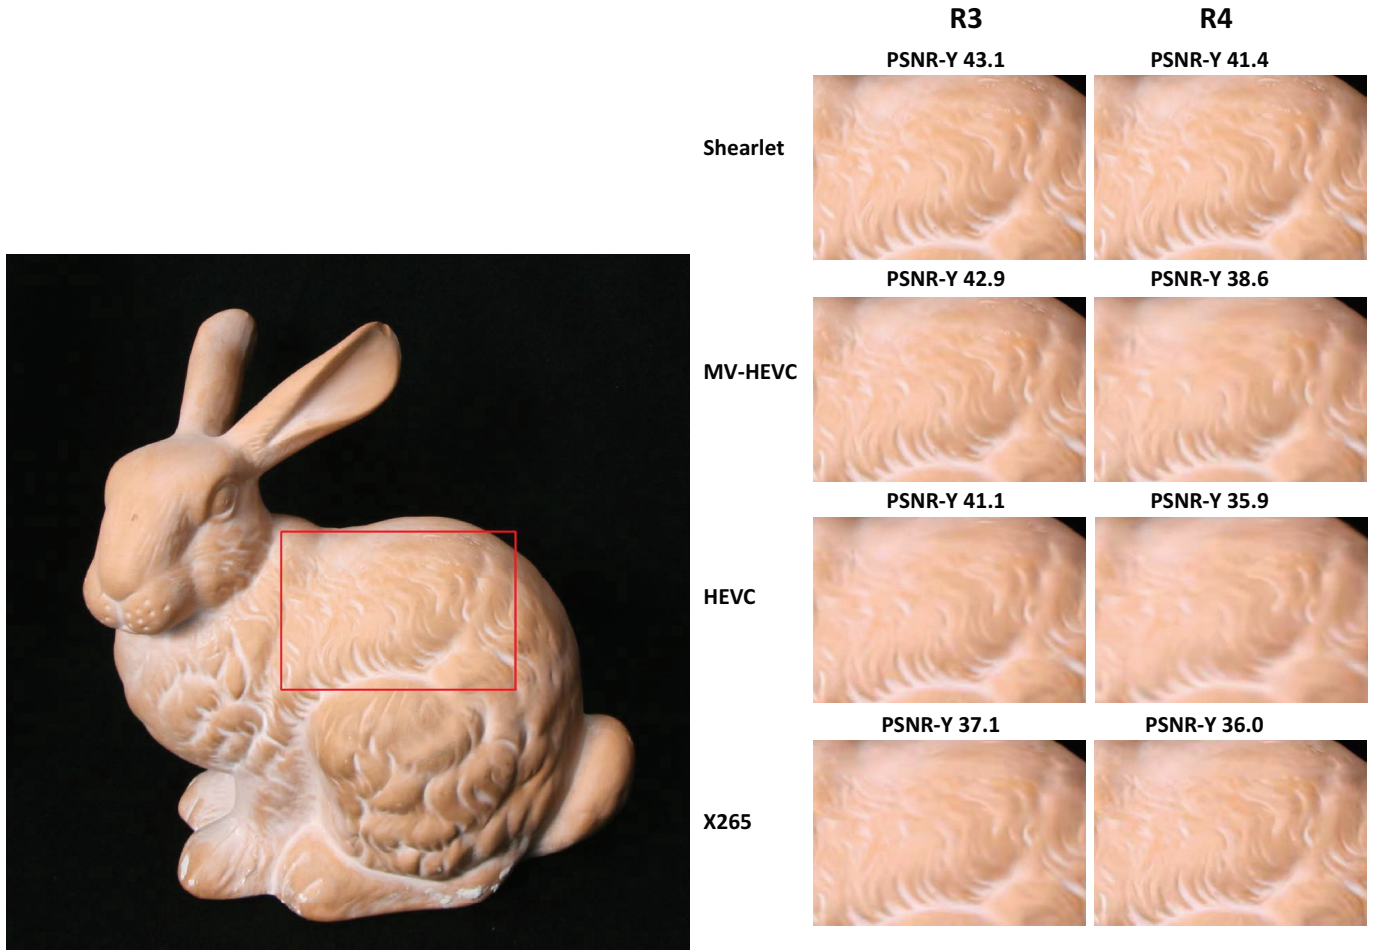 R3 R4
PSNR-Y 43.1 PSNR-Y 41.4
Shearlet
PSNR-Y 42.9 PSNR-Y 38.6
MV-HEVC
PSNR-Y 41.1 PSNR-Y 35.9
HEVC
PSNR-Y 37.1 PSNR-Y 36.0
X265